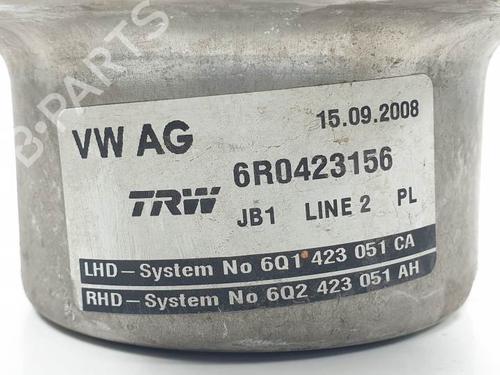 B-PARTS
15.09.2008
VW AG
6R0423156
TRW JB1 LINE 2 PL
LHD-System No 6Q1 423 051 CA
RHD-System No 6Q2 423 051 AH